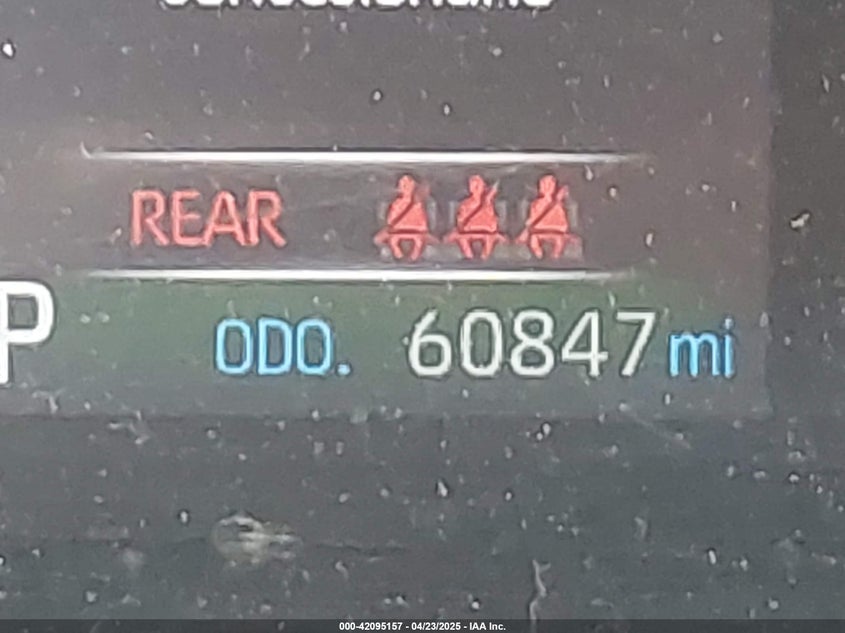 REAR
P
ODO. 60847 mi
000-42095157 - 04/23/2025 - IAA Inc.